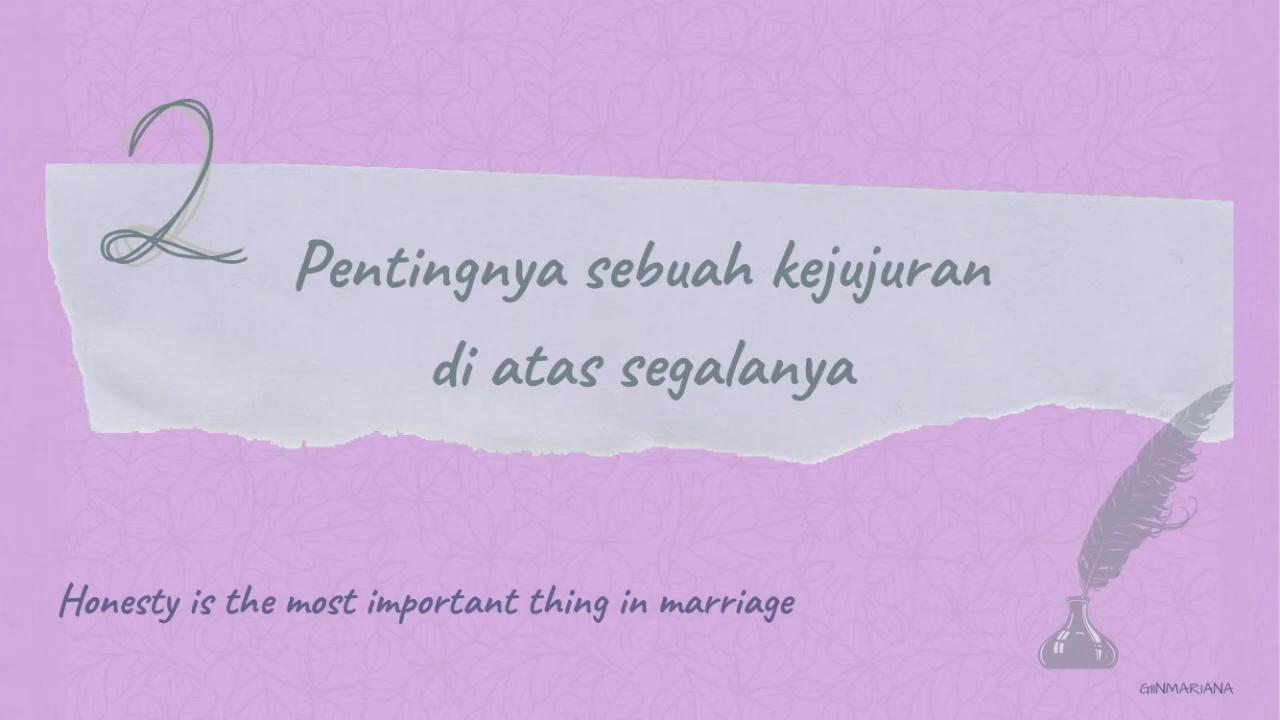 2
Pentingnya sebuah kejujuran
di atas segalanya
Honesty is the most important thing in marriage
GIINMARIANA